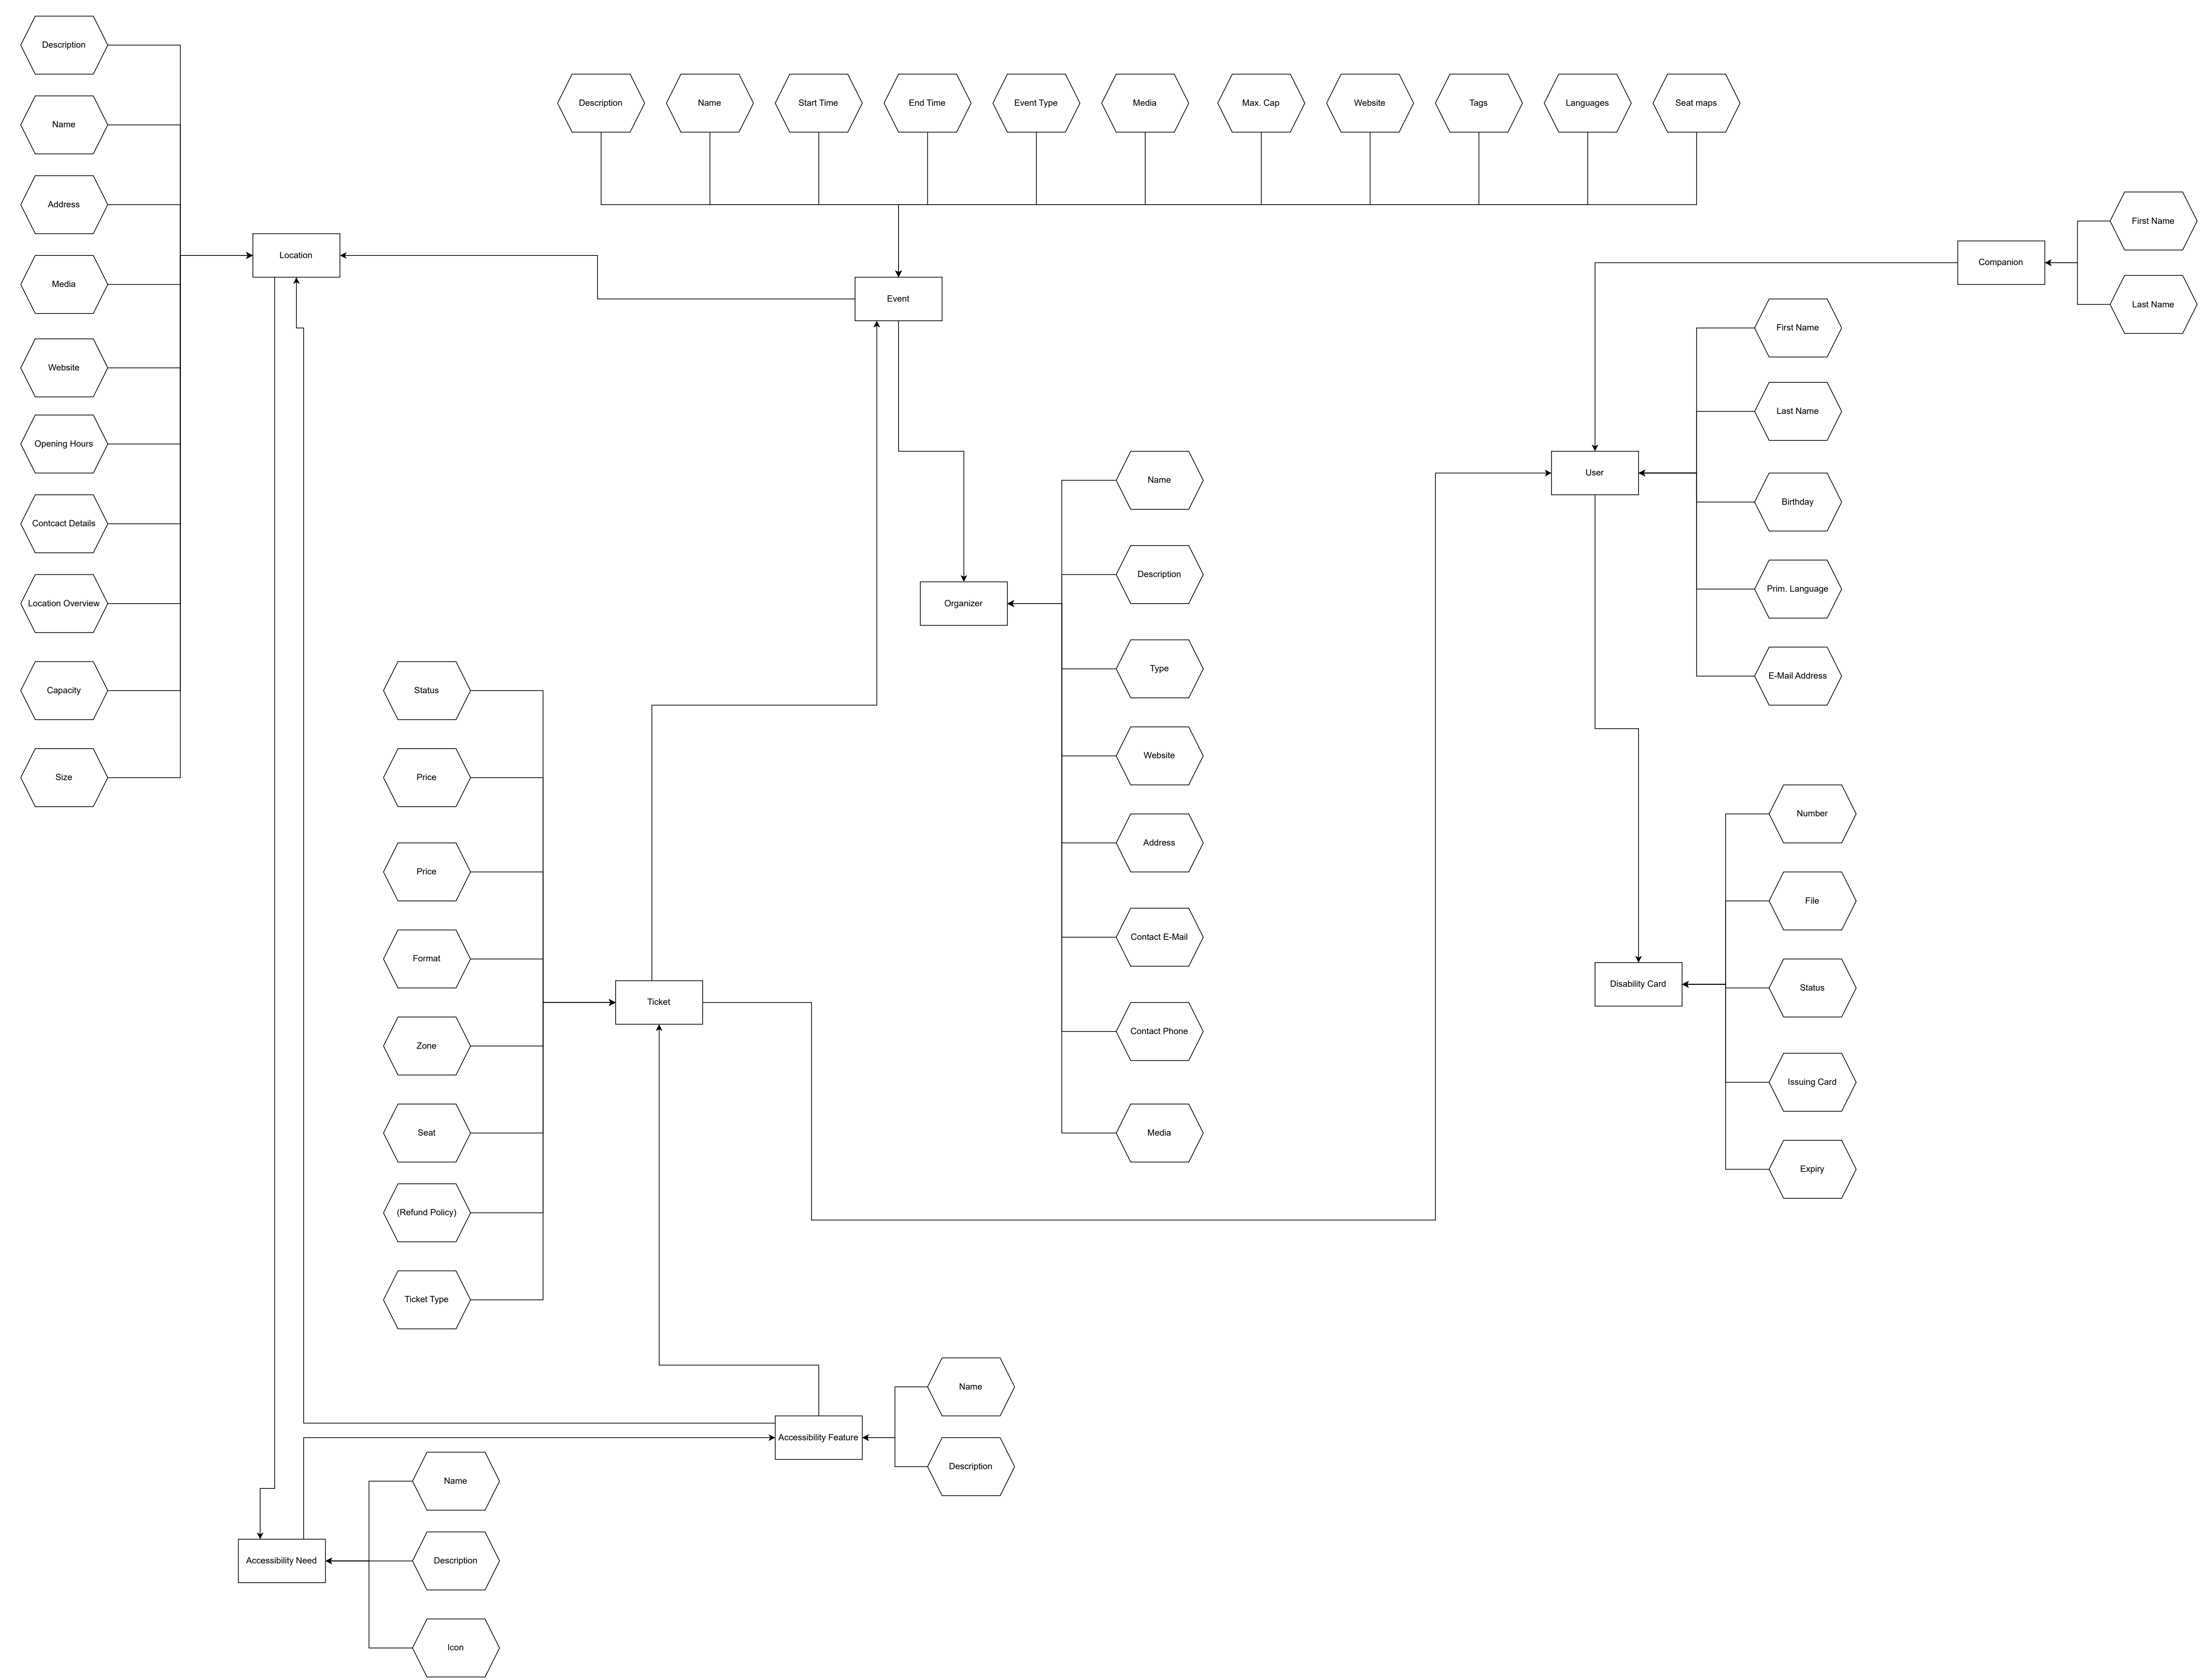 Description
Name
Address
Media
Website
Opening Hours
Contcact Details
Location Overview
Capacity
Size
Location
Description
Name
Start Time
End Time
Event Type
Media
Max. Cap
Website
Tags
Languages
Seat maps
Event
Companion
First Name
Last Name
User
First Name
Last Name
Birthday
Prim. Language
E-Mail Address
Organizer
Name
Description
Type
Website
Address
Contact E-Mail
Contact Phone
Media
Disability Card
Number
File
Status
Issuing Card
Expiry
Status
Price
Price
Format
Zone
Seat
(Refund Policy)
Ticket Type
Ticket
Accessibility Feature
Name
Description
Accessibility Need
Name
Description
Icon